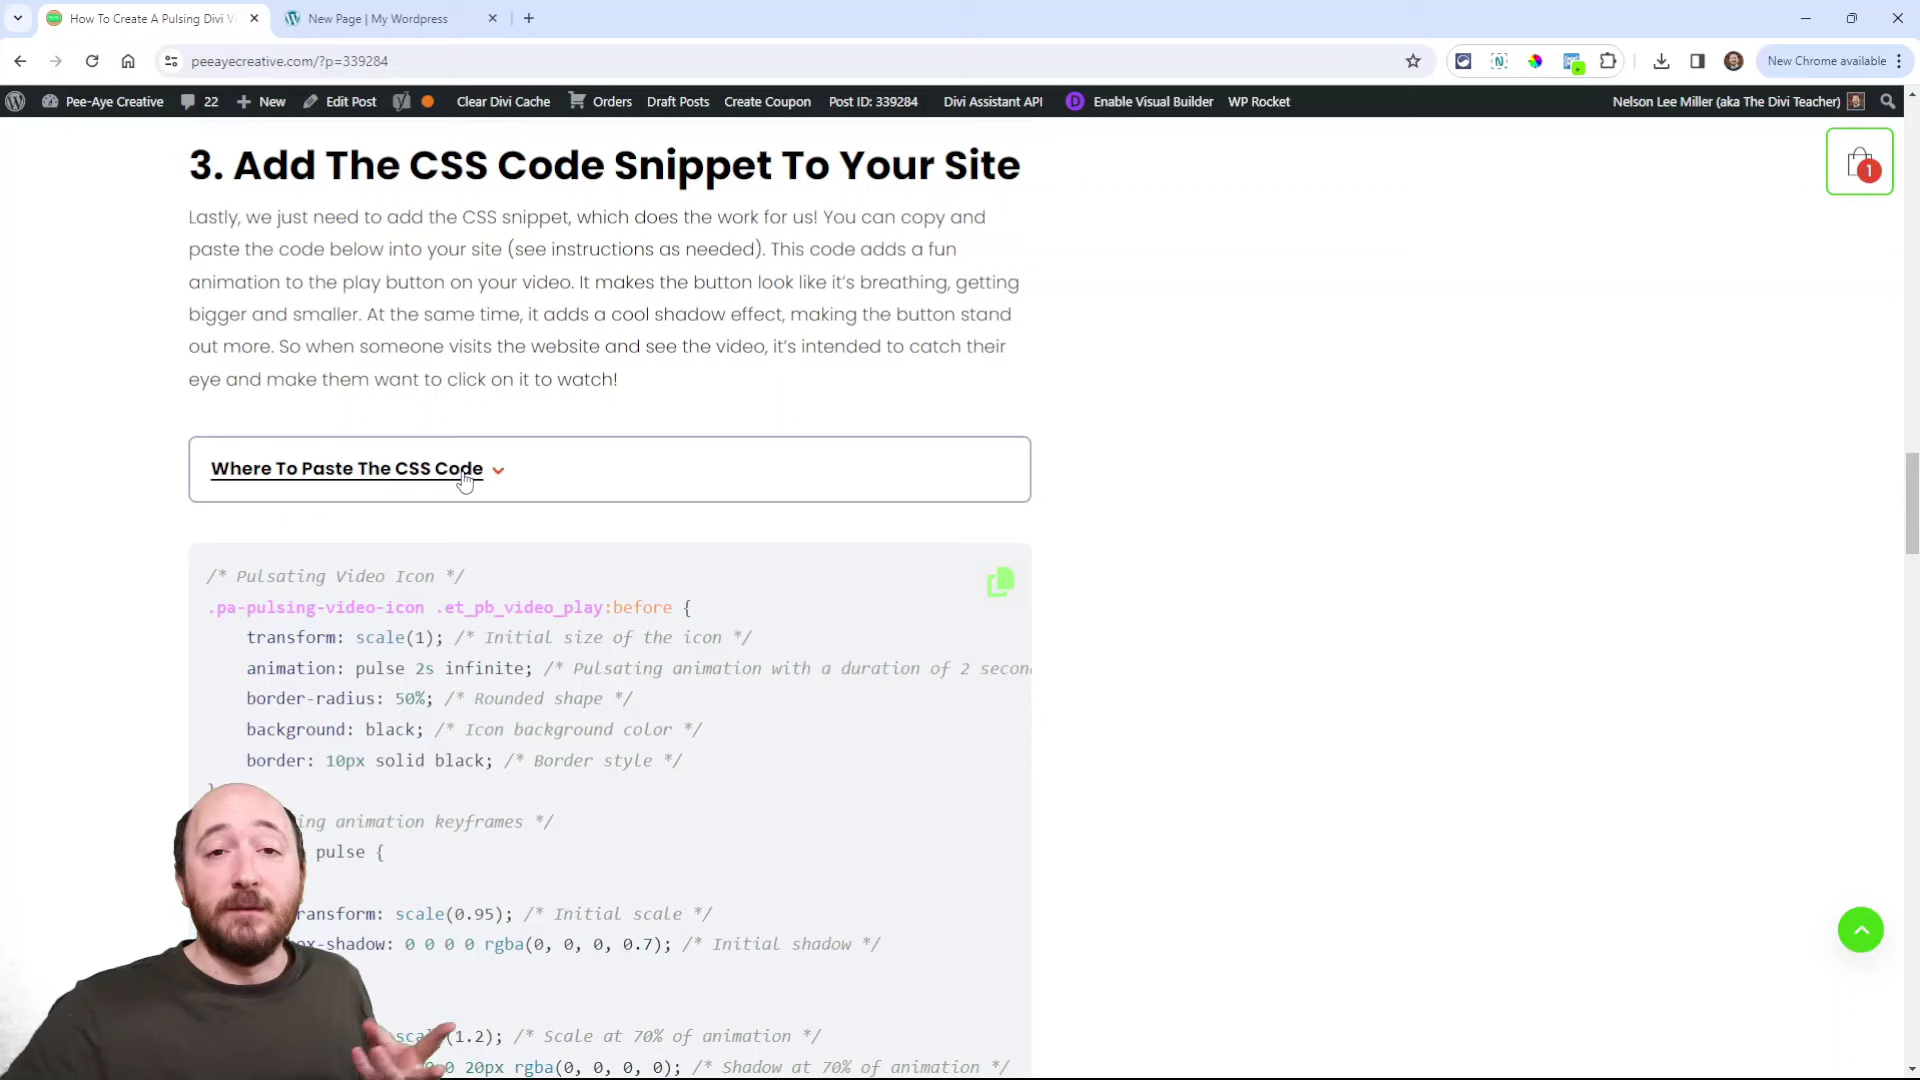 How To Create A Pulsing Divi V
New Page | My Wordpress
peeayecreative.com/?p=339284
New Chrome available
Pee-Aye Creative
22
New
Edit Post
Clear Divi Cache
Orders
Draft Posts
Create Coupon
Post ID: 339284
Divi Assistant API
Enable Visual Builder
WP Rocket
Nelson Lee Miller (aka The Divi Teacher)
1
3. Add The CSS Code Snippet To Your Site
Lastly, we just need to add the CSS snippet, which does the work for us! You can copy and
paste the code below into your site (see instructions as needed). This code adds a fun
animation to the play button on your video. It makes the button look like it's breathing, getting
bigger and smaller. At the same time, it adds a cool shadow effect, making the button stand
out more. So when someone visits the website and see the video, it's intended to catch their
eye and make them want to click on it to watch!
Where To Paste The CSS Code
/* Pulsating Video Icon */
.pa-pulsing-video-icon .et_pb_video_play:before {
transform: scale(1); /* Initial size of the icon */
animation: pulse 2s infinite; /* Pulsating animation with a duration of 2 secon
border-radius: 50%; /* Rounded shape */
background: black; /* Icon background color */
border: 10px solid black; /* Border style */
}
ing animation keyframes */
pulse {
ransform: scale(0.95); /* Initial scale */
ox-shadow: 0 0 0 0 rgba(0, 0, 0, 0.7); /* Initial shadow */
(1.2); /* Scale at 70% of animation */
0 20px rgba(0, 0, 0, 0); /* Shadow at 70% of animation */